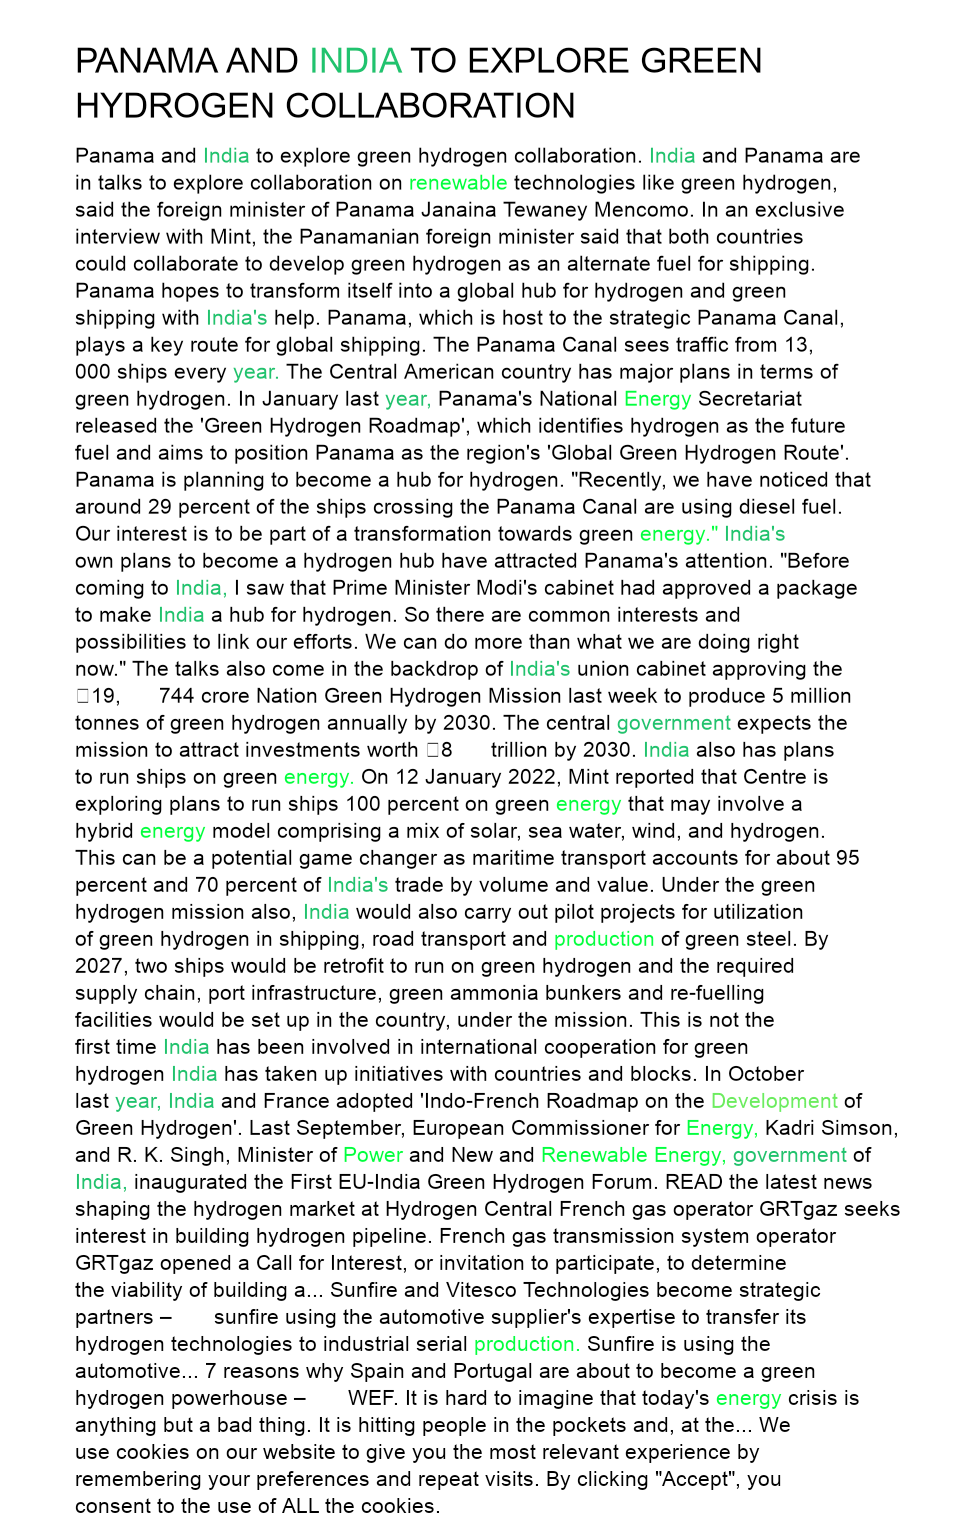 PANAMA AND INDIA TO EXPLORE GREEN
HYDROGEN COLLABORATION
Panama and India to explore green hydrogen collaboration. India and Panama are
in talks to explore collaboration on renewable technologies like green hydrogen,
said the foreign minister of Panama Janaina Tewaney Mencomo. In an exclusive
interview with Mint, the Panamanian foreign minister said that both countries
could collaborate to develop green hydrogen as an alternate fuel for shipping.
Panama hopes to transform itself into a global hub for hydrogen and green
shipping with India's help. Panama, which is host to the strategic Panama Canal,
plays a key route for global shipping. The Panama Canal sees traffic from 13,
000 ships every year. The Central American country has major plans in terms of
green hydrogen. In January last year, Panama's National Energy Secretariat
released the 'Green Hydrogen Roadmap', which identifies hydrogen as the future
fuel and aims to position Panama as the region's 'Global Green Hydrogen Route'.
Panama is planning to become a hub for hydrogen. "Recently, we have noticed that
around 29 percent of the ships crossing the Panama Canal are using diesel fuel.
Our interest is to be part of a transformation towards green energy." India's
own plans to become a hydrogen hub have attracted Panama's attention. "Before
coming to India, I saw that Prime Minister Modi's cabinet had approved a package
to make India a hub for hydrogen. So there are common interests and
possibilities to link our efforts. We can do more than what we are doing right
now." The talks also come in the backdrop of India's union cabinet approving the
19, 744 crore Nation Green Hydrogen Mission last week to produce 5 million
tonnes of green hydrogen annually by 2030. The central government expects the
mission to attract investments worth 8 trillion by 2030. India also has plans
to run ships on green energy. On 12 January 2022, Mint reported that Centre is
exploring plans to run ships 100 percent on green energy that may involve a
hybrid energy model comprising a mix of solar, sea water, wind, and hydrogen.
This can be a potential game changer as maritime transport accounts for about 95
percent and 70 percent of India's trade by volume and value. Under the green
hydrogen mission also, India would also carry out pilot projects for utilization
of green hydrogen in shipping, road transport and production of green steel. By
2027, two ships would be retrofit to run on green hydrogen and the required
supply chain, port infrastructure, green ammonia bunkers and re-fuelling
facilities would be set up in the country, under the mission. This is not the
first time India has been involved in international cooperation for green
hydrogen India has taken up initiatives with countries and blocks. In October
last year, India and France adopted 'Indo-French Roadmap on the Development of
Green Hydrogen'. Last September, European Commissioner for Energy, Kadri Simson,
and R. K. Singh, Minister of Power and New and Renewable Energy, government of
India, inaugurated the First EU-India Green Hydrogen Forum. READ the latest news
shaping the hydrogen market at Hydrogen Central French gas operator GRTgaz seeks
interest in building hydrogen pipeline. French gas transmission system operator
GRTgaz opened a Call for Interest, or invitation to participate, to determine
the viability of building a... Sunfire and Vitesco Technologies become strategic
partners – sunfire using the automotive supplier's expertise to transfer its
hydrogen technologies to industrial serial production. Sunfire is using the
automotive... 7 reasons why Spain and Portugal are about to become a green
hydrogen powerhouse – WEF. It is hard to imagine that today's energy crisis is
anything but a bad thing. It is hitting people in the pockets and, at the... We
use cookies on our website to give you the most relevant experience by
remembering your preferences and repeat visits. By clicking "Accept", you
consent to the use of ALL the cookies.